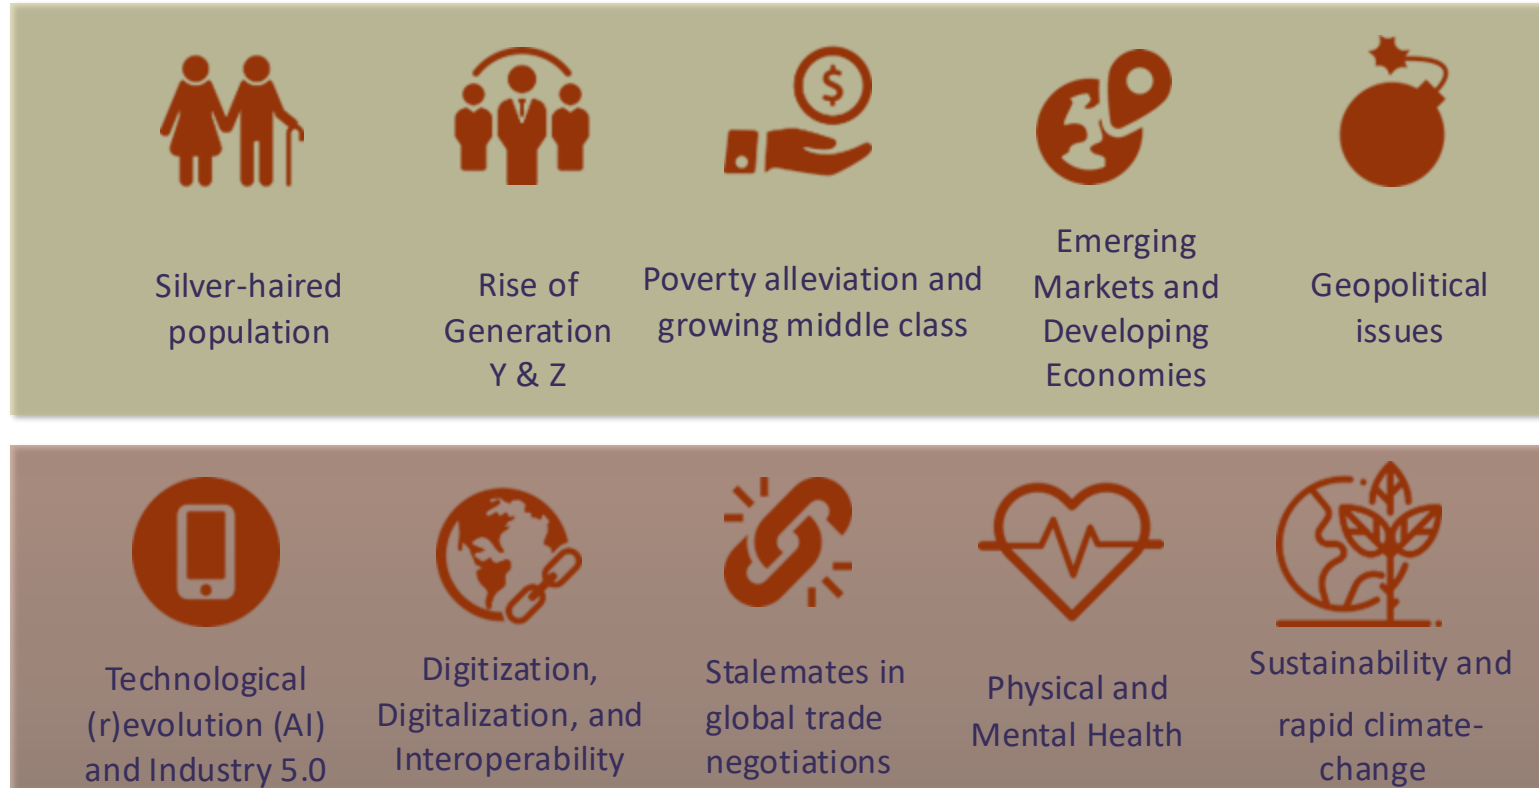 Silver-haired
population
Rise of
Generation
Y & Z
Poverty alleviation and
growing middle class
Emerging
Markets and
Developing
Economies
Geopolitical
issues
Technological
(r)evolution (AI)
and Industry 5.0
Digitization,
Digitalization, and
Interoperability
Stalemates in
global trade
negotiations
Physical and
Mental Health
Sustainability and
rapid climate-
change